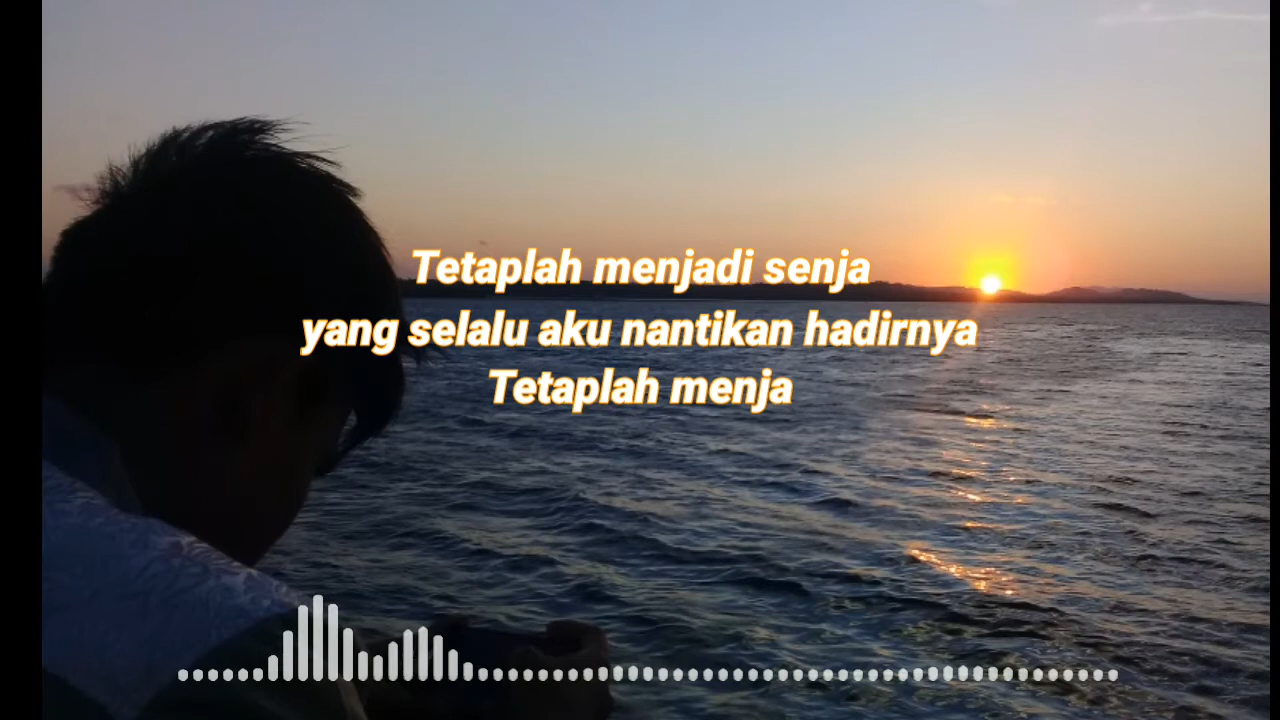 Tetaplah menjadi senja
yang selalu aku nantikan hadirnya
Tetaplah menja